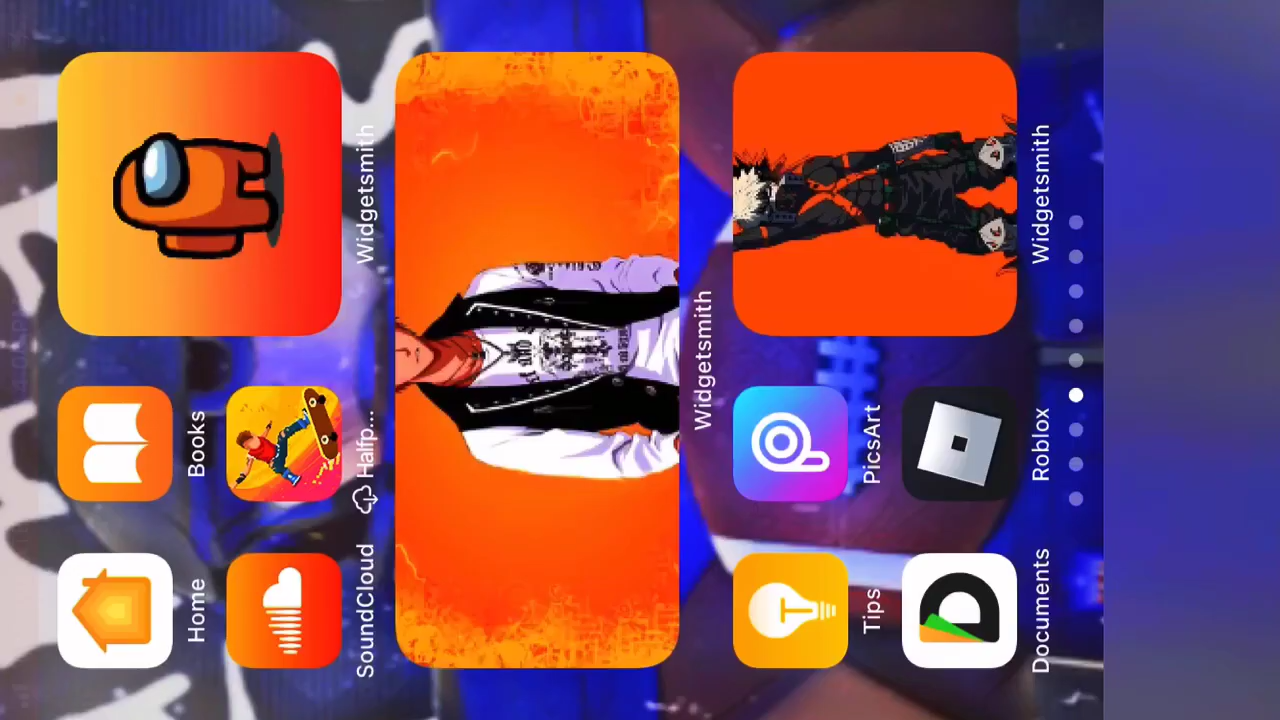 Home
Books
Widgetsmith
SoundCloud
Halfp...
Widgetsmith
Tips
PicsArt
Widgetsmith
Documents
Roblox